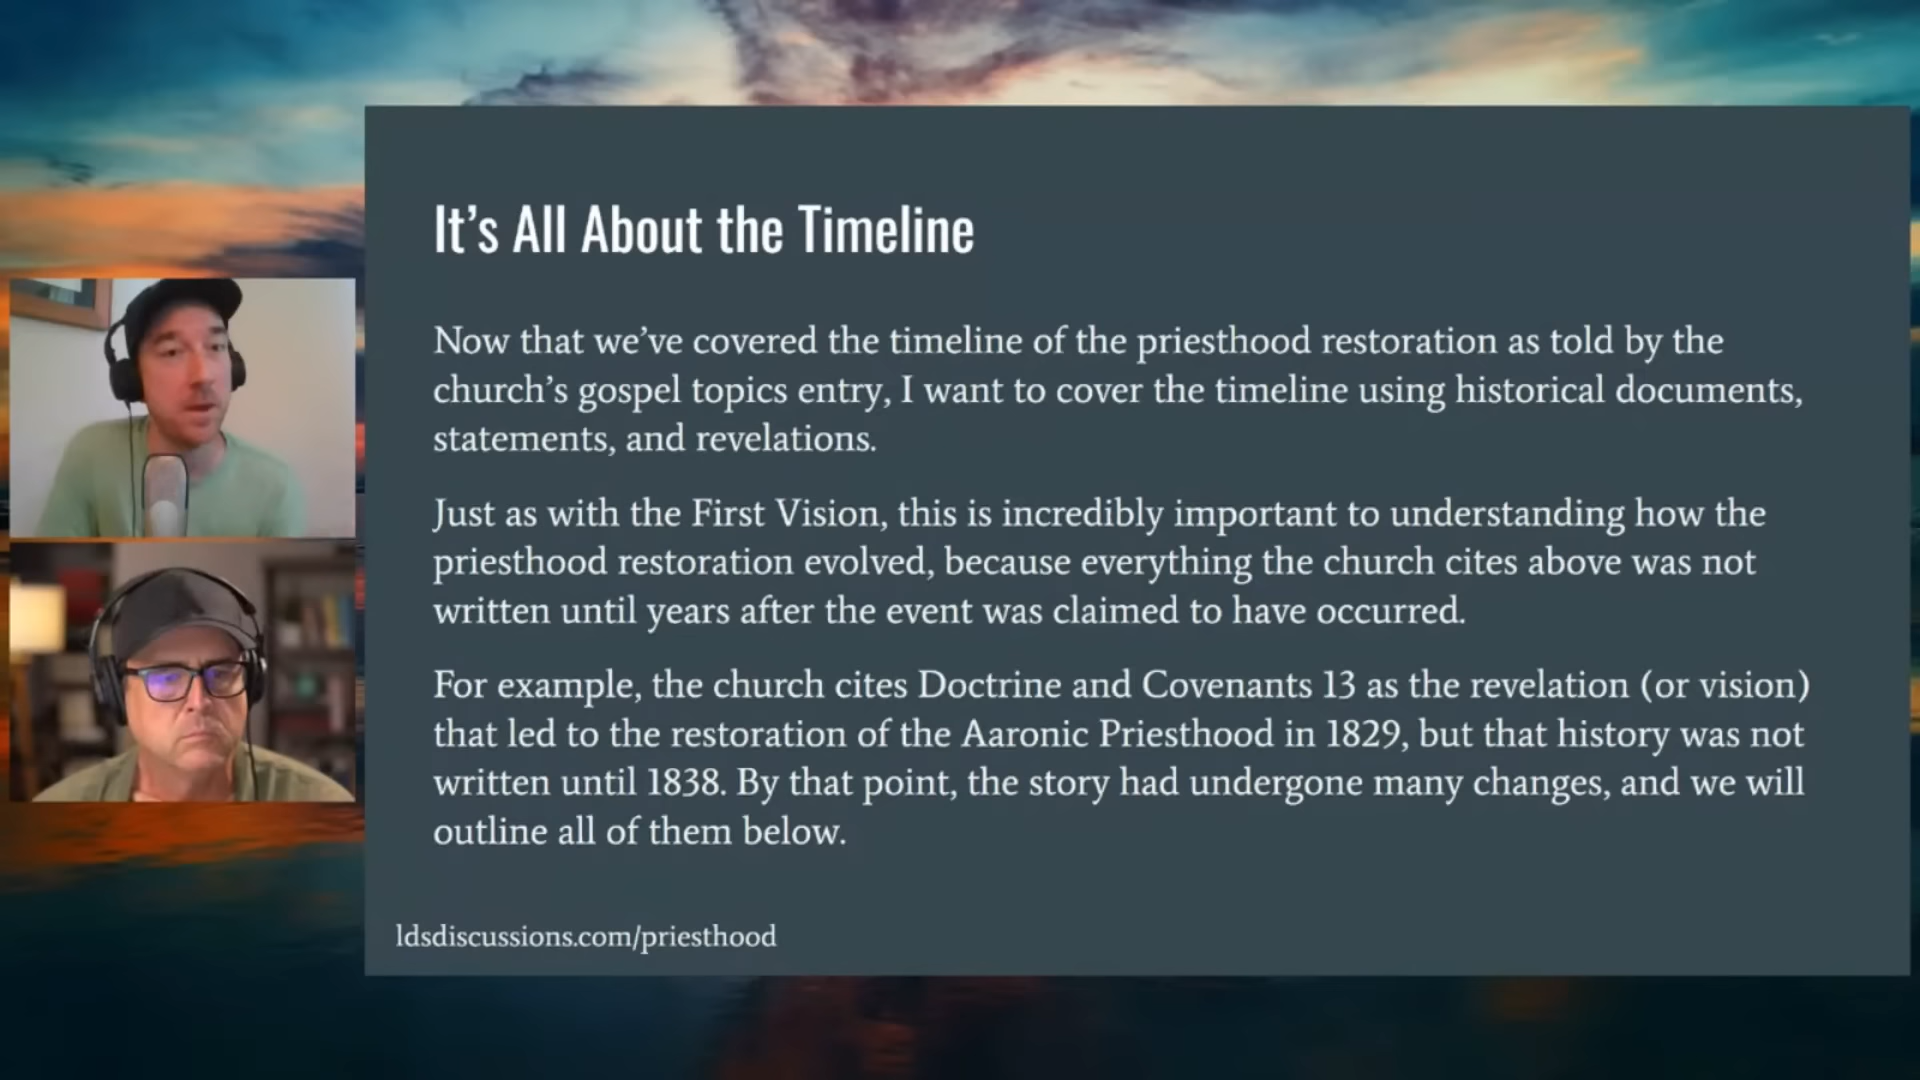 It's All About the Timeline
Now that we've covered the timeline of the priesthood restoration as told by the
church's gospel topics entry, I want to cover the timeline using historical documents,
statements, and revelations.
Just as with the First Vision, this is incredibly important to understanding how the
priesthood restoration evolved, because everything the church cites above was not
written until years after the event was claimed to have occurred.
For example, the church cites Doctrine and Covenants 13 as the revelation (or vision)
that led to the restoration of the Aaronic Priesthood in 1829, but that history was not
written until 1838. By that point, the story had undergone many changes, and we will
outline all of them below.
ldsdiscussions.com/priesthood